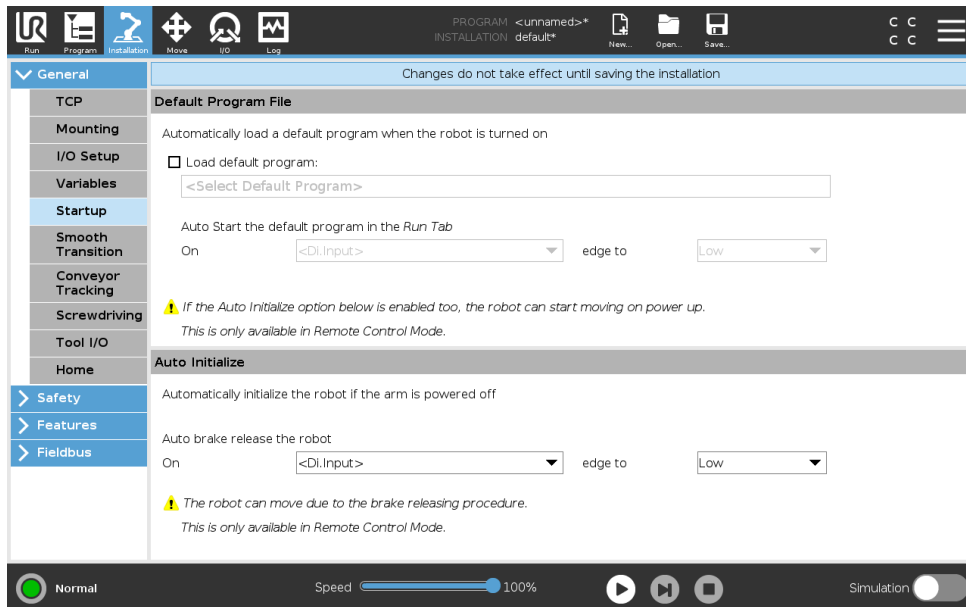 UR
Run
Program
Installation
Move
I/O
Log
PROGRAM <unnamed>*
INSTALLATION default*
New...
Open...
Save...
C C
C C
General
TCP
Mounting
I/O Setup
Variables
Startup
Smooth
Transition
Conveyor
Tracking
Screwdriving
Tool I/O
Home
Safety
Features
Fieldbus
Changes do not take effect until saving the installation
Default Program File
Automatically load a default program when the robot is turned on
Load default program:
<Select Default Program>
Auto Start the default program in the Run Tab
On <Di.Input> edge to Low
If the Auto Initialize option below is enabled too, the robot can start moving on power up.
This is only available in Remote Control Mode.
Auto Initialize
Automatically initialize the robot if the arm is powered off
Auto brake release the robot
On <Di.Input> edge to Low
The robot can move due to the brake releasing procedure.
This is only available in Remote Control Mode.
Normal
Speed 100%
Simulation